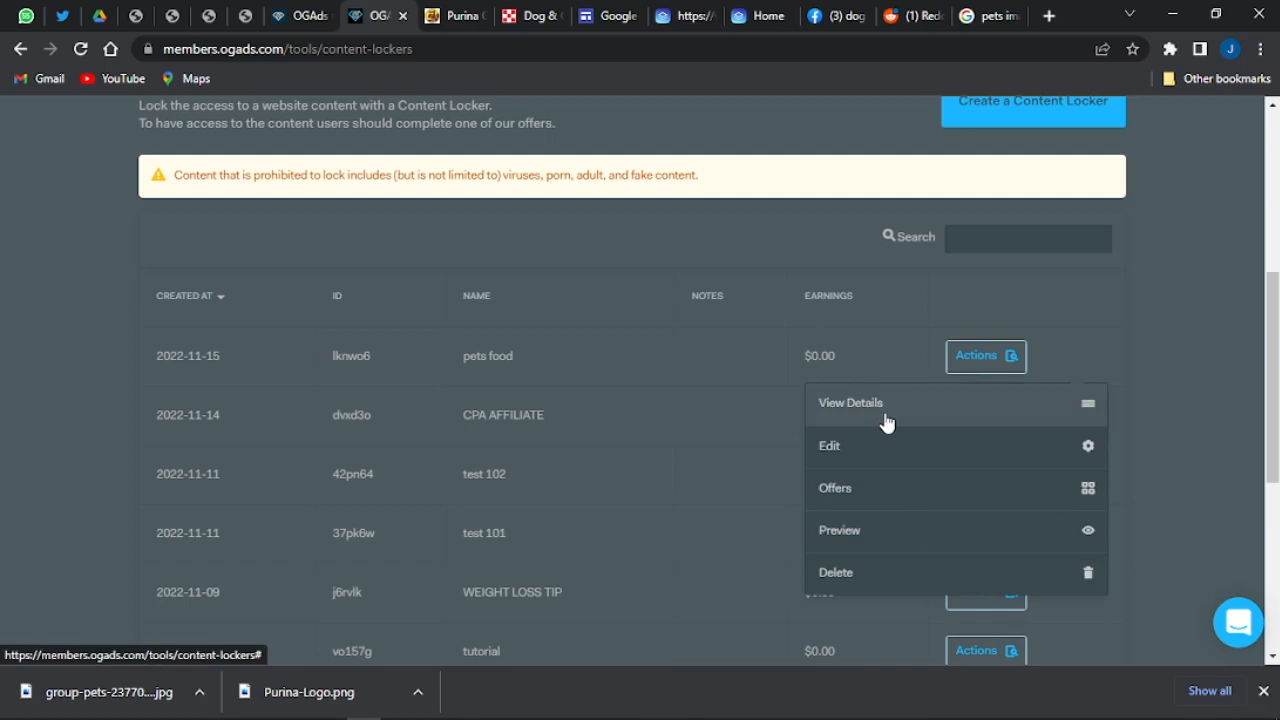 OGAds
OGA
Purina
Dog &
Google
https://
Home
(3) dog
(1) Red
pets im
members.ogads.com/tools/content-lockers
J
Gmail
YouTube
Maps
Other bookmarks
Lock the access to a website content with a Content Locker.
To have access to the content users should complete one of our offers.
Create a Content Locker
Content that is prohibited to lock includes (but is not limited to) viruses, porn, adult, and fake content.
Search
CREATED AT ID NAME NOTES EARNINGS
2022-11-15 lknwo6 pets food $0.00 Actions
2022-11-14 dvxd3o CPA AFFILIATE
2022-11-11 42pn64 test 102
2022-11-11 37pk6w test 101
2022-11-09 j6rvlk WEIGHT LOSS TIP
vo157g tutorial $0.00 Actions
View Details
Edit
Offers
Preview
Delete
https://members.ogads.com/tools/content-lockers#
group-pets-23770....jpg
Purina-Logo.png
Show all